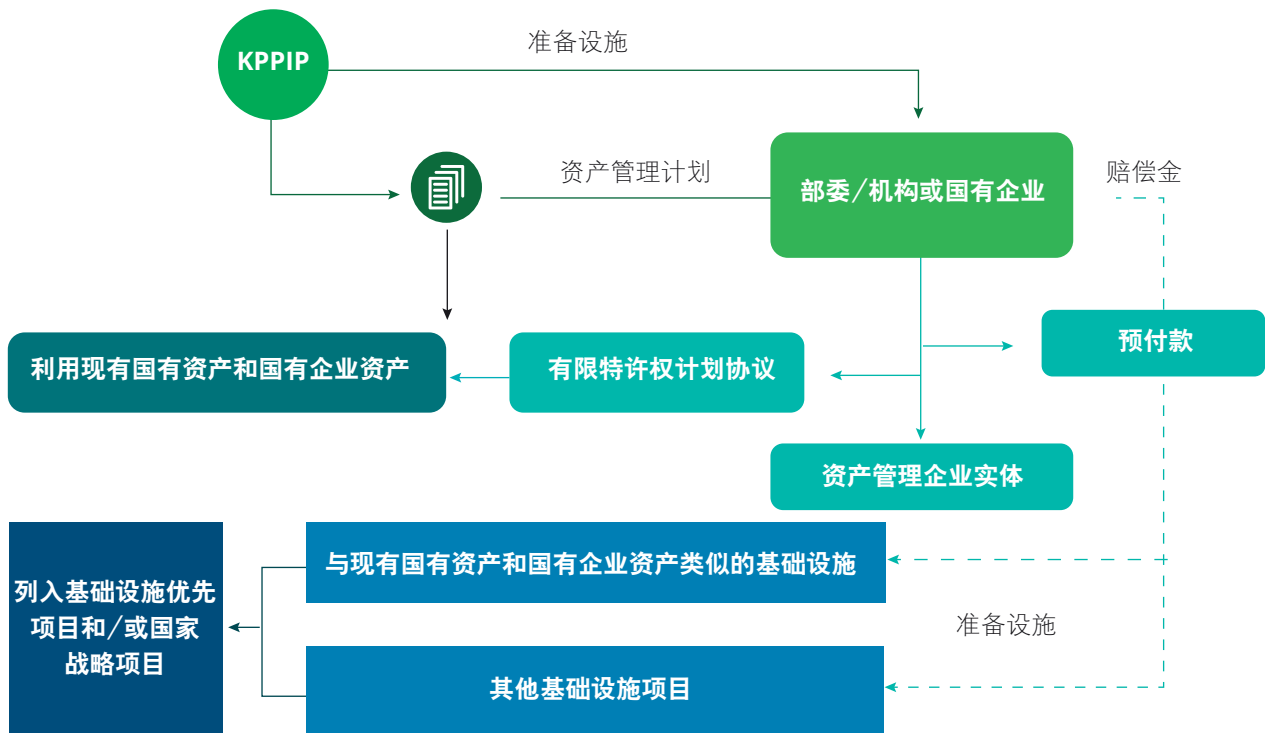 准备设施
KPPIP
资产管理计划
部委/机构或国有企业
赔偿金
预付款
利用现有国有资产和国有企业资产
有限特许权计划协议
资产管理企业实体
与现有国有资产和国有企业资产类似的基础设施
列入基础设施优先
项目和/或国家
战略项目
准备设施
其他基础设施项目